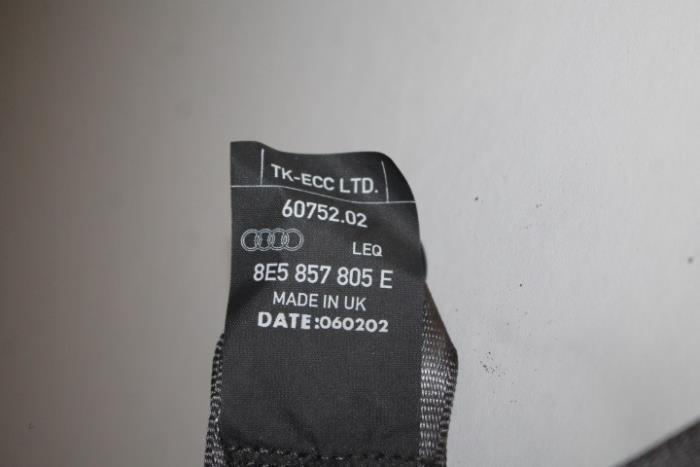 TK-ECC LTD.
60752.02
LEQ
8E5 857 805 E
MADE IN UK
DATE:060202